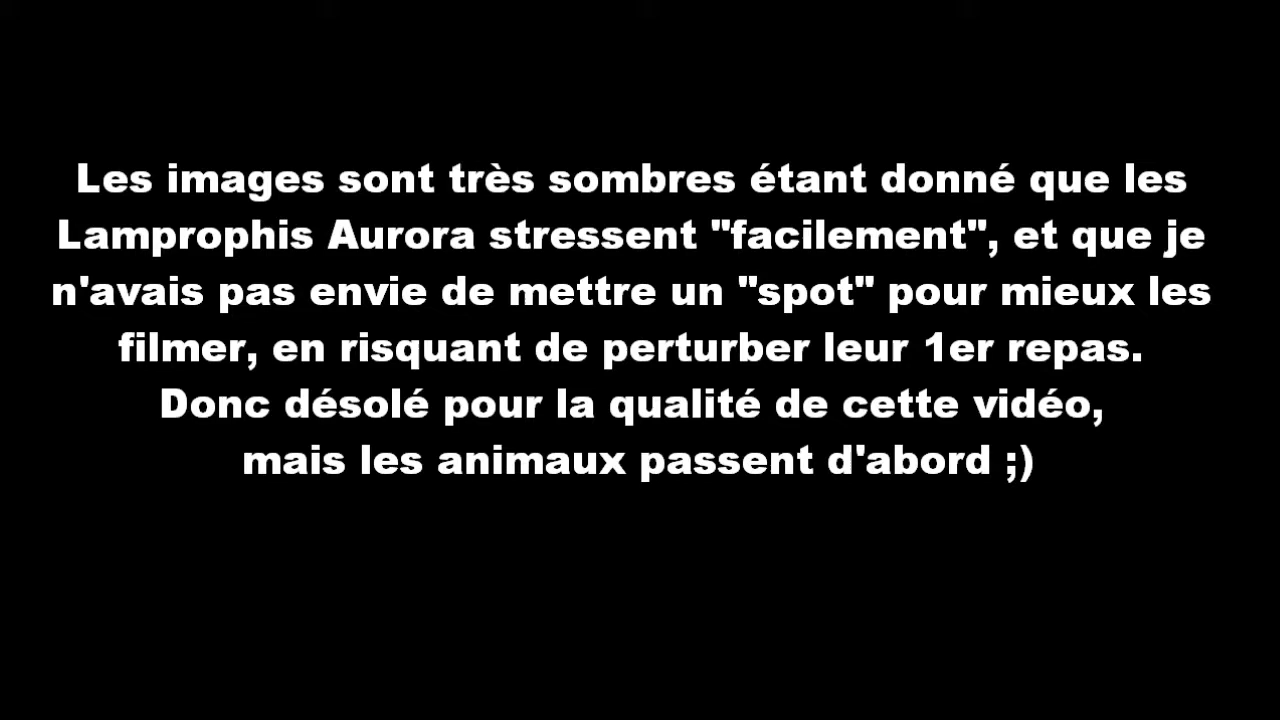 Les images sont très sombres étant donné que les
Lamprophis Aurora stressent "facilement", et que je
n'avais pas envie de mettre un "spot" pour mieux les
filmer, en risquant de perturber leur 1er repas.
Donc désolé pour la qualité de cette vidéo,
mais les animaux passent d'abord ;)